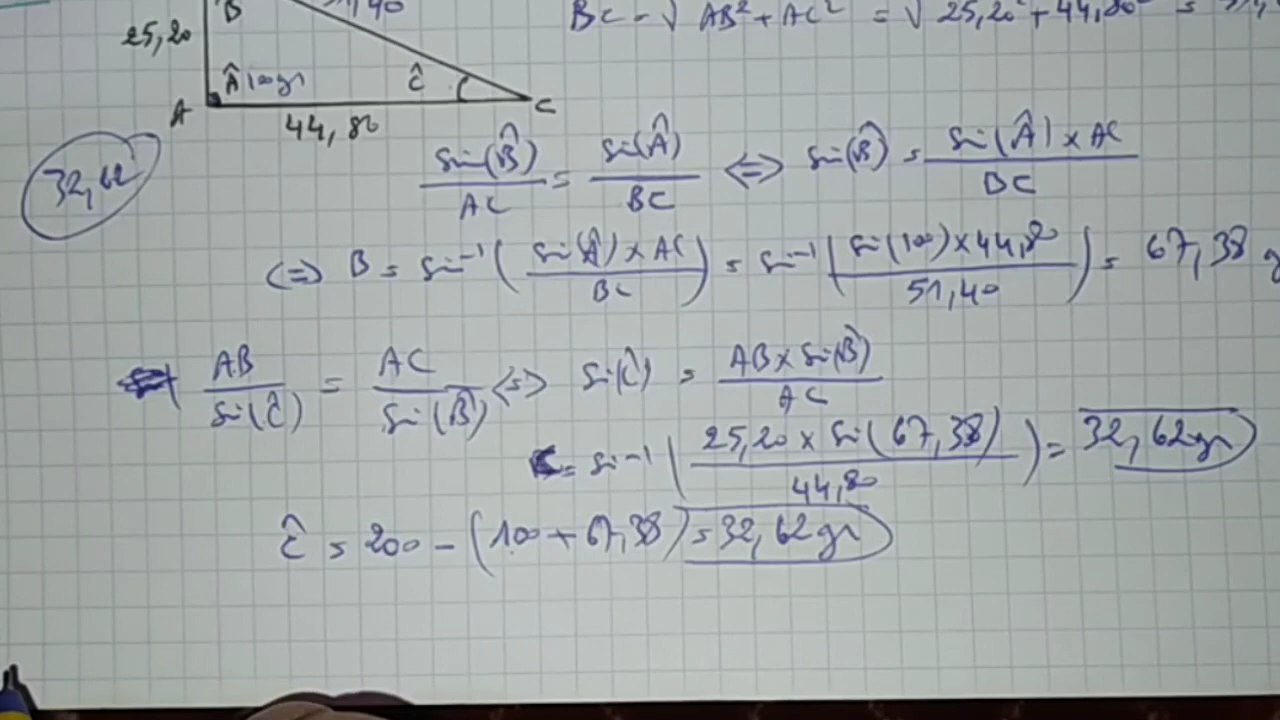 B
25,20
BC = √ AB² + AC² = √ 25,20² + 44,80² =
Â 100gr Ĉ
A C
44,80
32,62
sin(B̂) / AC = sin(Â) / BC <=> sin(B̂) = sin(Â) x AC / BC
<=> B = sin⁻¹( sin(Â) x AC / BC ) = sin⁻¹( sin(100) x 44,80 / 51,40 ) = 67,38 g
AB / sin(Ĉ) = AC / sin(B̂) <=> sin(Ĉ) = AB x sin(B̂) / AC
C = sin⁻¹( 25,20 x sin(67,38) / 44,80 ) = 32,62gr
Ĉ = 200 - (100 + 67,38) = 32,62gr